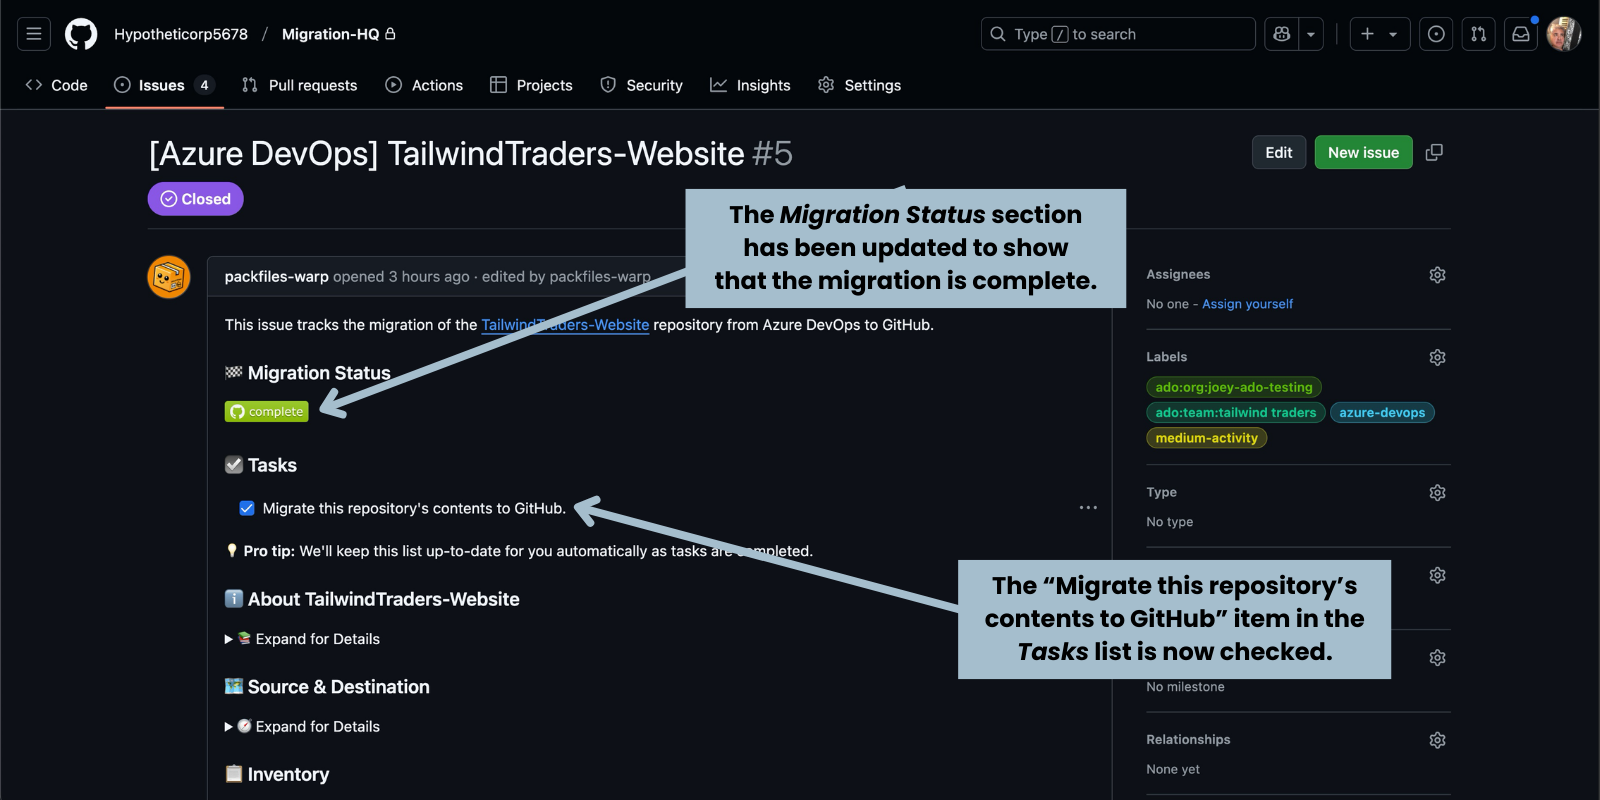 Hypotheticorp5678 / Migration-HQ
Type / to search
Code
Issues 4
Pull requests
Actions
Projects
Security
Insights
Settings
[Azure DevOps] TailwindTraders-Website #5
Edit
New issue
Closed
The Migration Status section
has been updated to show
that the migration is complete.
packfiles-warp opened 3 hours ago · edited by packfiles-warp
This issue tracks the migration of the TailwindTraders-Website repository from Azure DevOps to GitHub.
Migration Status
complete
Tasks
Migrate this repository's contents to GitHub.
Pro tip: We'll keep this list up-to-date for you automatically as tasks are completed.
About TailwindTraders-Website
Expand for Details
Source & Destination
Expand for Details
Inventory
Assignees
No one - Assign yourself
Labels
ado:org:joey-ado-testing
ado:team:tailwind traders azure-devops
medium-activity
Type
No type
The “Migrate this repository’s
contents to GitHub” item in the
Tasks list is now checked.
No milestone
Relationships
None yet